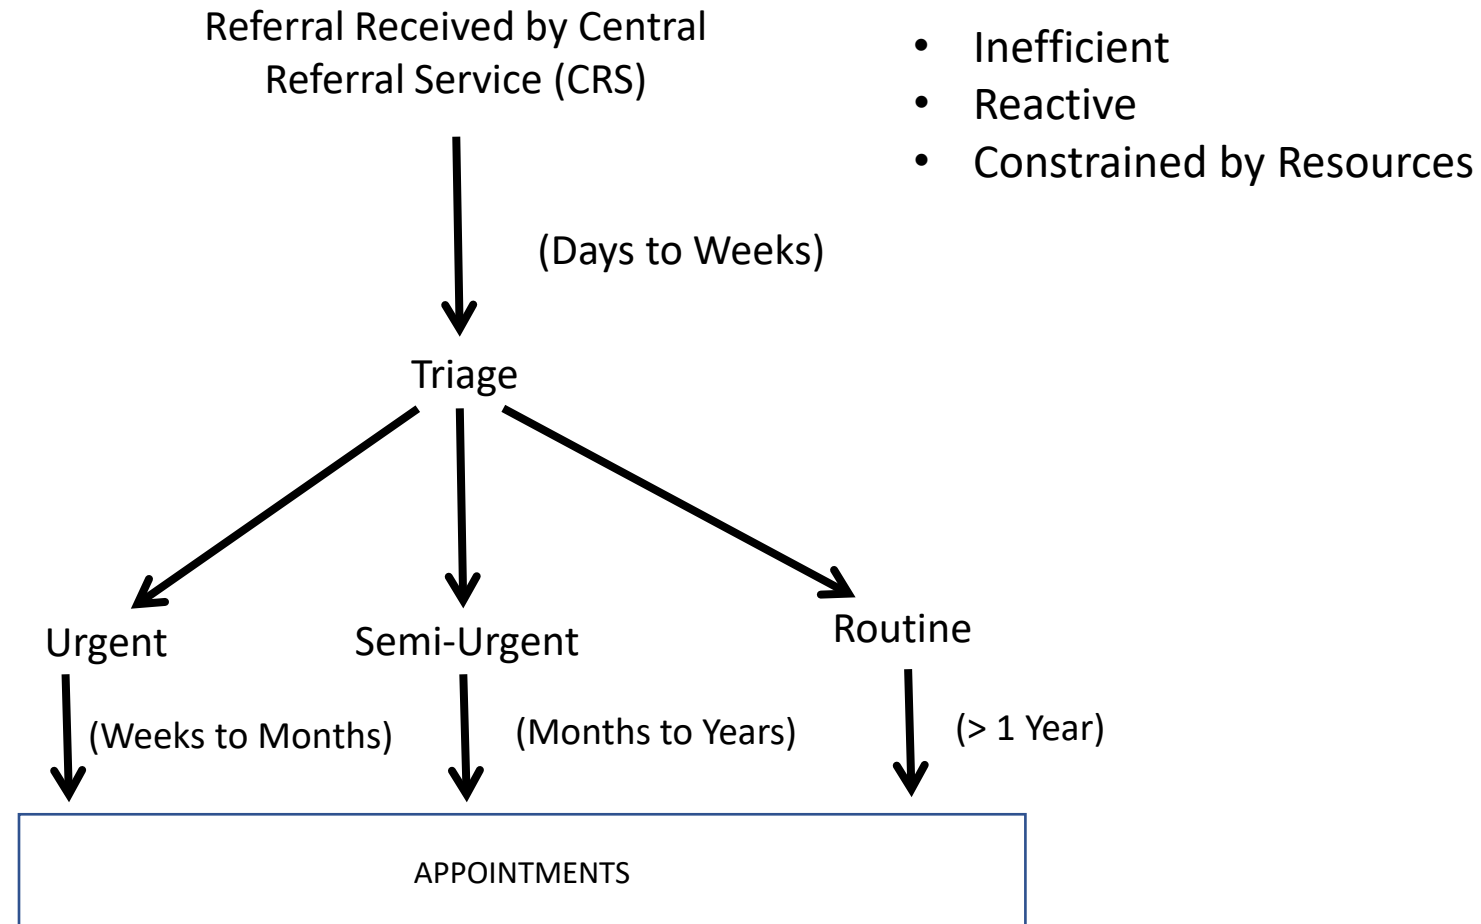 Referral Received by Central
Referral Service (CRS)
• Inefficient
• Reactive
• Constrained by Resources
(Days to Weeks)
Triage
Urgent
Semi-Urgent
Routine
(Weeks to Months)
(Months to Years)
(> 1 Year)
APPOINTMENTS